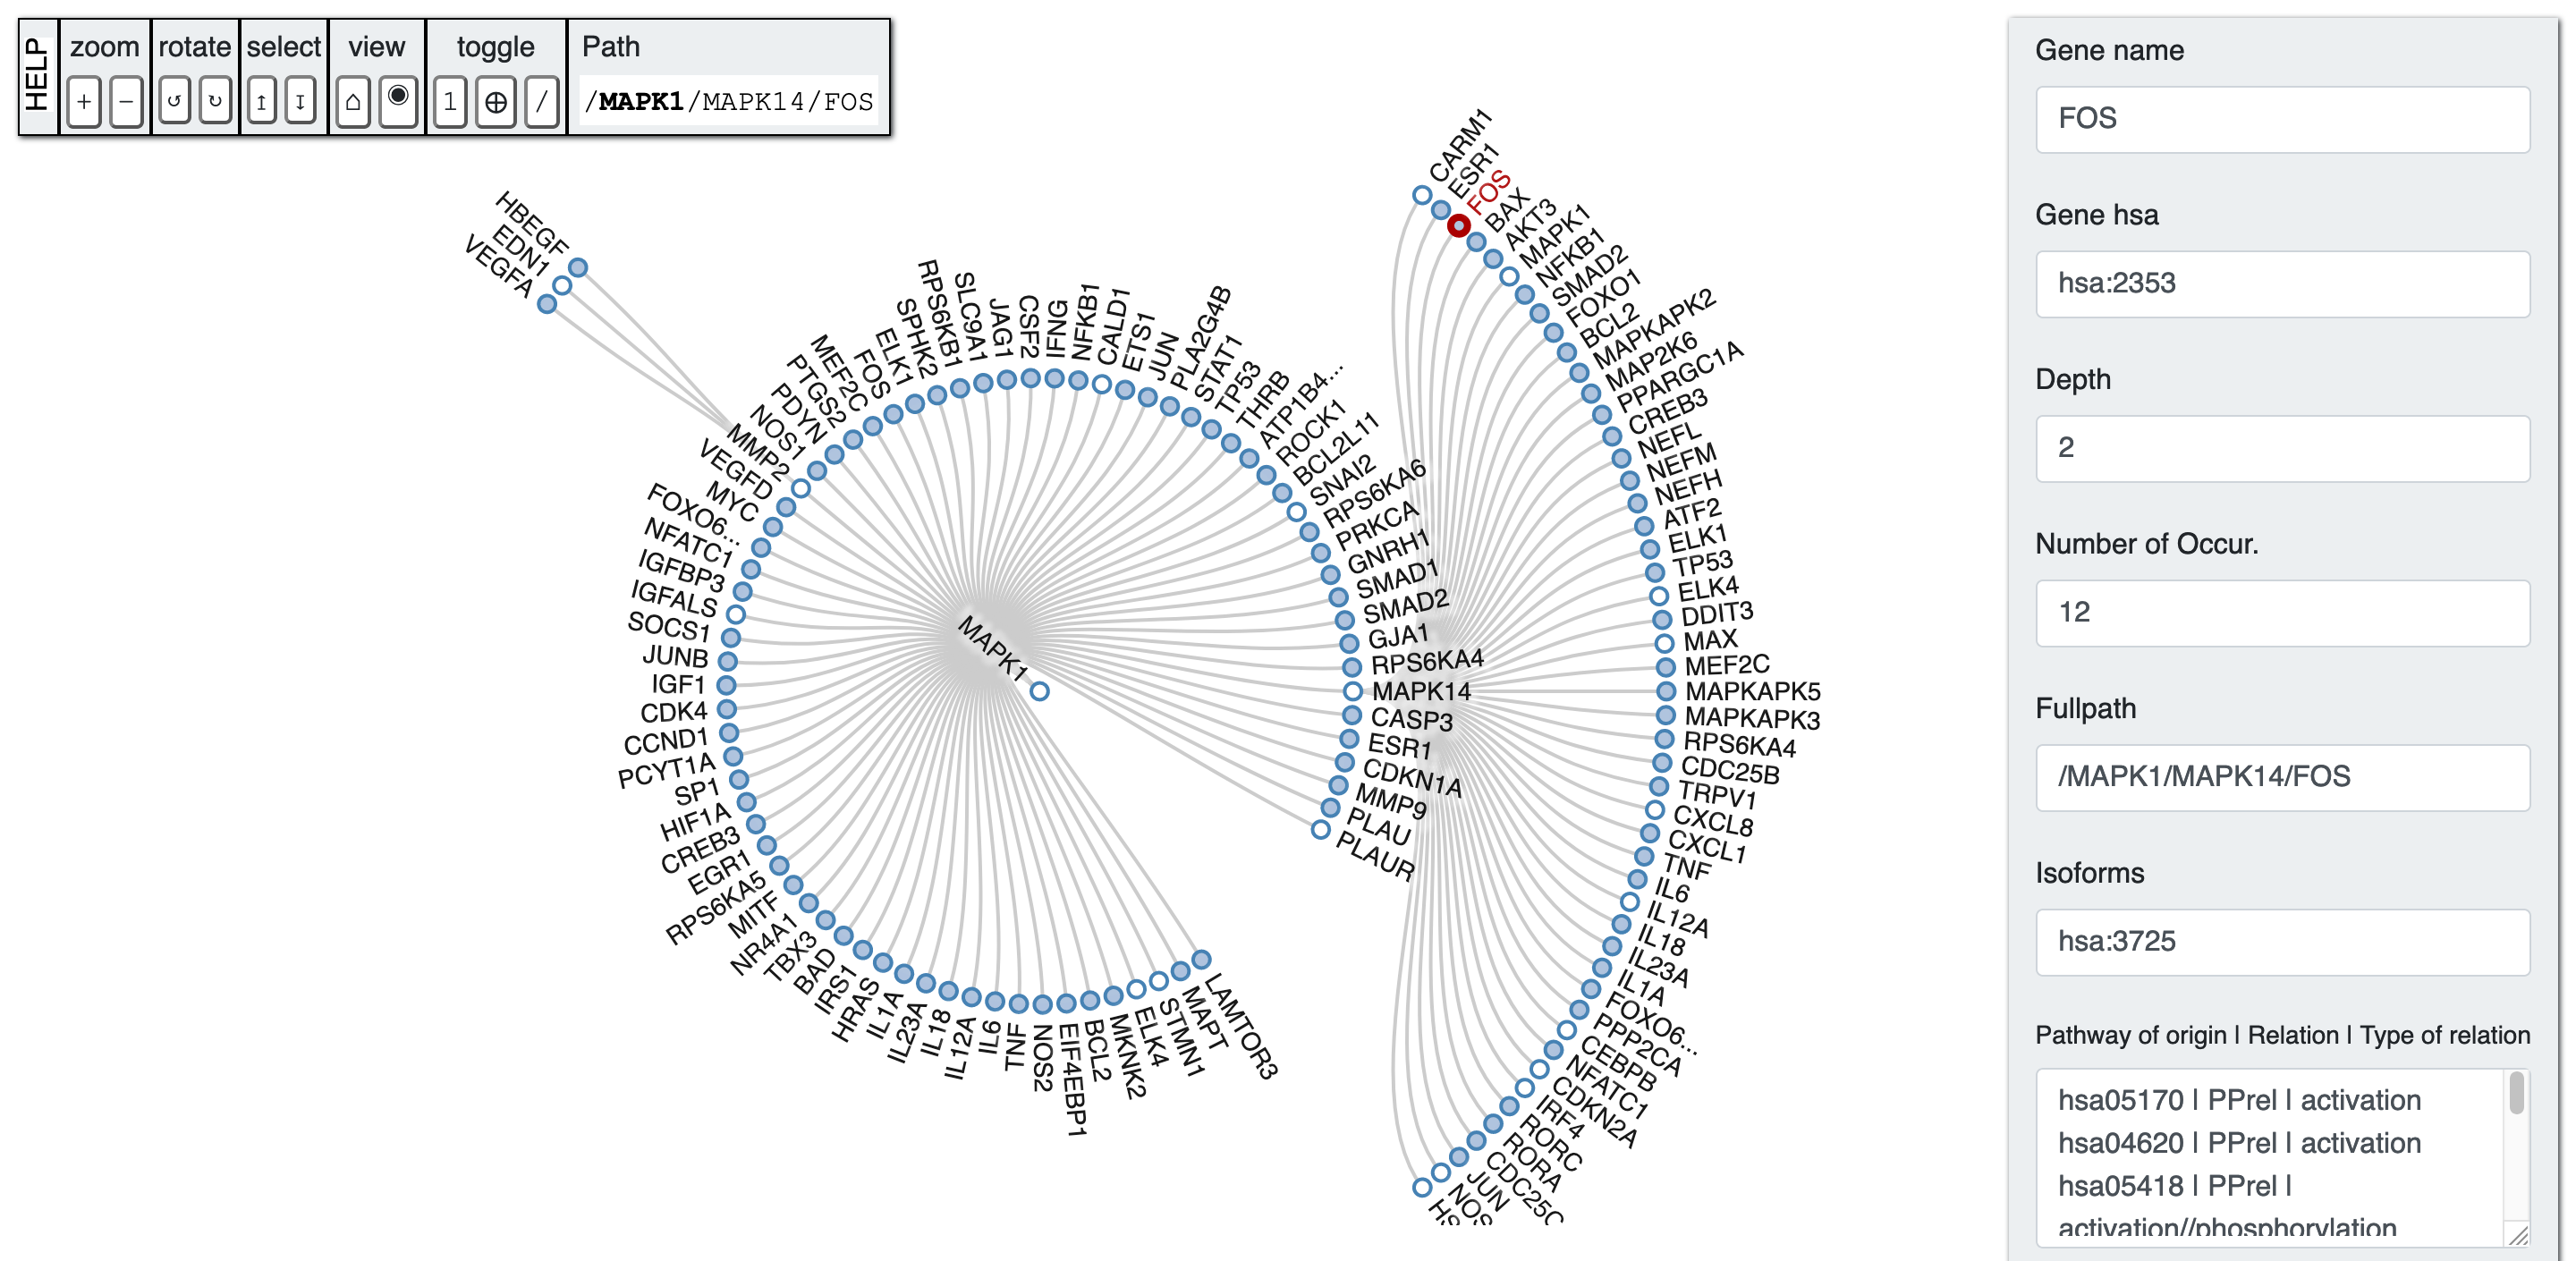 HELP
zoom
rotate
select
view
toggle
Path
+
−
↺
↻
↥
↧
⌂
◉
1
⊕
/
/MAPK1/MAPK14/FOS
HBEGF
EDN1
VEGFA
MAPK1
VEGFD
MMP2
NOS1
PDYN
PTGS2
MEF2C
FOS
ELK1
SPHK2
RPS6KB1
SLC9A1
JAG1
CSF2
IFNG
NFKB1
CALD1
ETS1
JUN
PLA2G4B
STAT1
TP53
THRB
ATP1B4...
ROCK1
BCL2L11
SNAI2
RPS6KA6
PRKCA
GNRH1
SMAD1
SMAD2
GJA1
RPS6KA4
MAPK14
CASP3
ESR1
CDKN1A
MMP9
PLAU
PLAUR
MYC
FOXO6...
NFATC1
IGFBP3
IGFALS
SOCS1
JUNB
IGF1
CDK4
CCND1
PCYT1A
SP1
HIF1A
CREB3
EGR1
RPS6KA5
MITF
NR4A1
TBX3
BAD
IRS1
HRAS
IL1A
IL23A
IL18
IL12A
IL6
TNF
NOS2
EIF4EBP1
BCL2
MKNK2
ELK4
STMN1
MAPT
LAMTOR3
CARM1
ESR1
FOS
BAX
AKT3
MAPK1
NFKB1
SMAD2
FOXO1
BCL2
MAPKAPK2
MAP2K6
PPARGC1A
CREB3
NEFL
NEFM
NEFH
ATF2
ELK1
TP53
ELK4
DDIT3
MAX
MEF2C
MAPKAPK5
MAPKAPK3
RPS6KA4
CDC25B
TRPV1
CXCL8
CXCL1
TNF
IL6
IL12A
IL18
IL23A
IL1A
FOXO6...
PPP2CA
CEBPB
NFATC1
CDKN2A
IRF4
RORC
RORA
CDC25C
JUN
NOS
HS
Gene name
FOS
Gene hsa
hsa:2353
Depth
2
Number of Occur.
12
Fullpath
/MAPK1/MAPK14/FOS
Isoforms
hsa:3725
Pathway of origin | Relation | Type of relation
hsa05170 | PPrel | activation
hsa04620 | PPrel | activation
hsa05418 | PPrel |
activation//phosphorylation